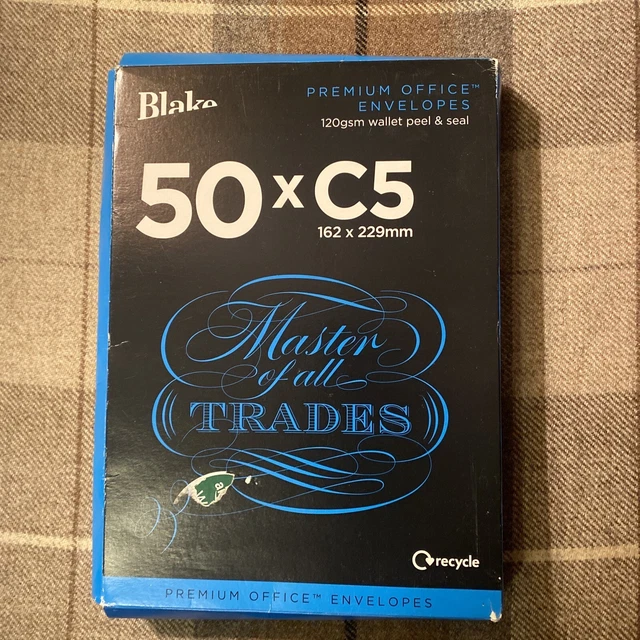 Blake
PREMIUM OFFICE™
ENVELOPES
120gsm wallet peel & seal
50 x C5
162 x 229mm
Master
of all
TRADES
recycle
PREMIUM OFFICE™ ENVELOPES